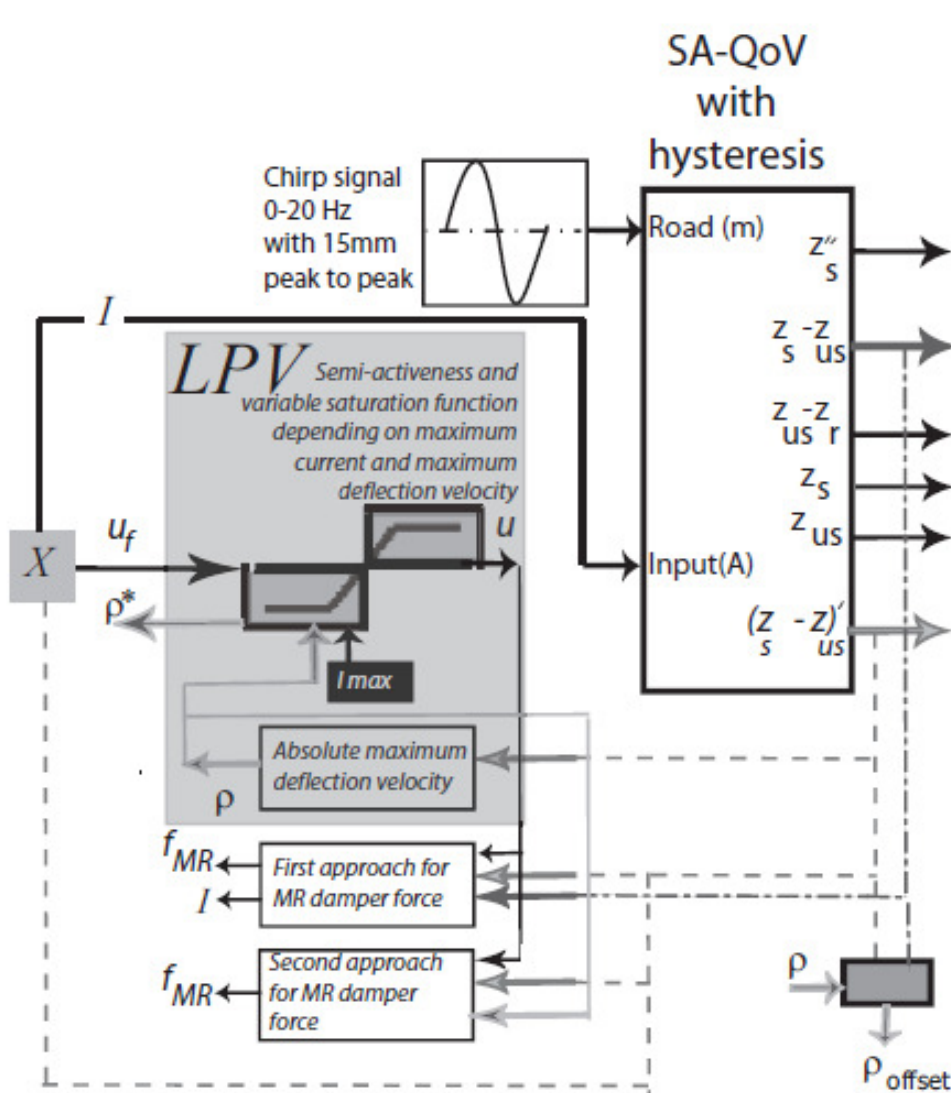 SA-QoV
with
hysteresis
Chirp signal
0-20 Hz
with 15mm
peak to peak
Road (m)
z''s
I
LPV
Semi-activeness and
variable saturation function
depending on maximum
current and maximum
deflection velocity
zs-zus
zus-zr
zs
zus
X
uf
u
Input(A)
ρ*
(zs-zus)'
I max
Absolute maximum
deflection velocity
ρ
fMR
I
First approach for
MR damper force
fMR
Second approach
for MR damper
force
ρ
ρoffset